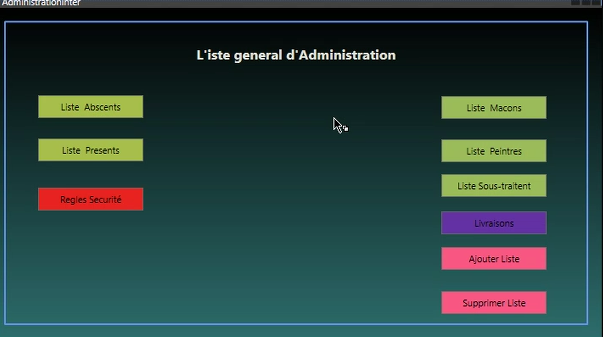 AdministrationInter
L'iste general d'Administration
Liste Abscents
Liste Presents
Regles Securité
Liste Macons
Liste Peintres
Liste Sous-traitent
Livraisons
Ajouter Liste
Supprimer Liste